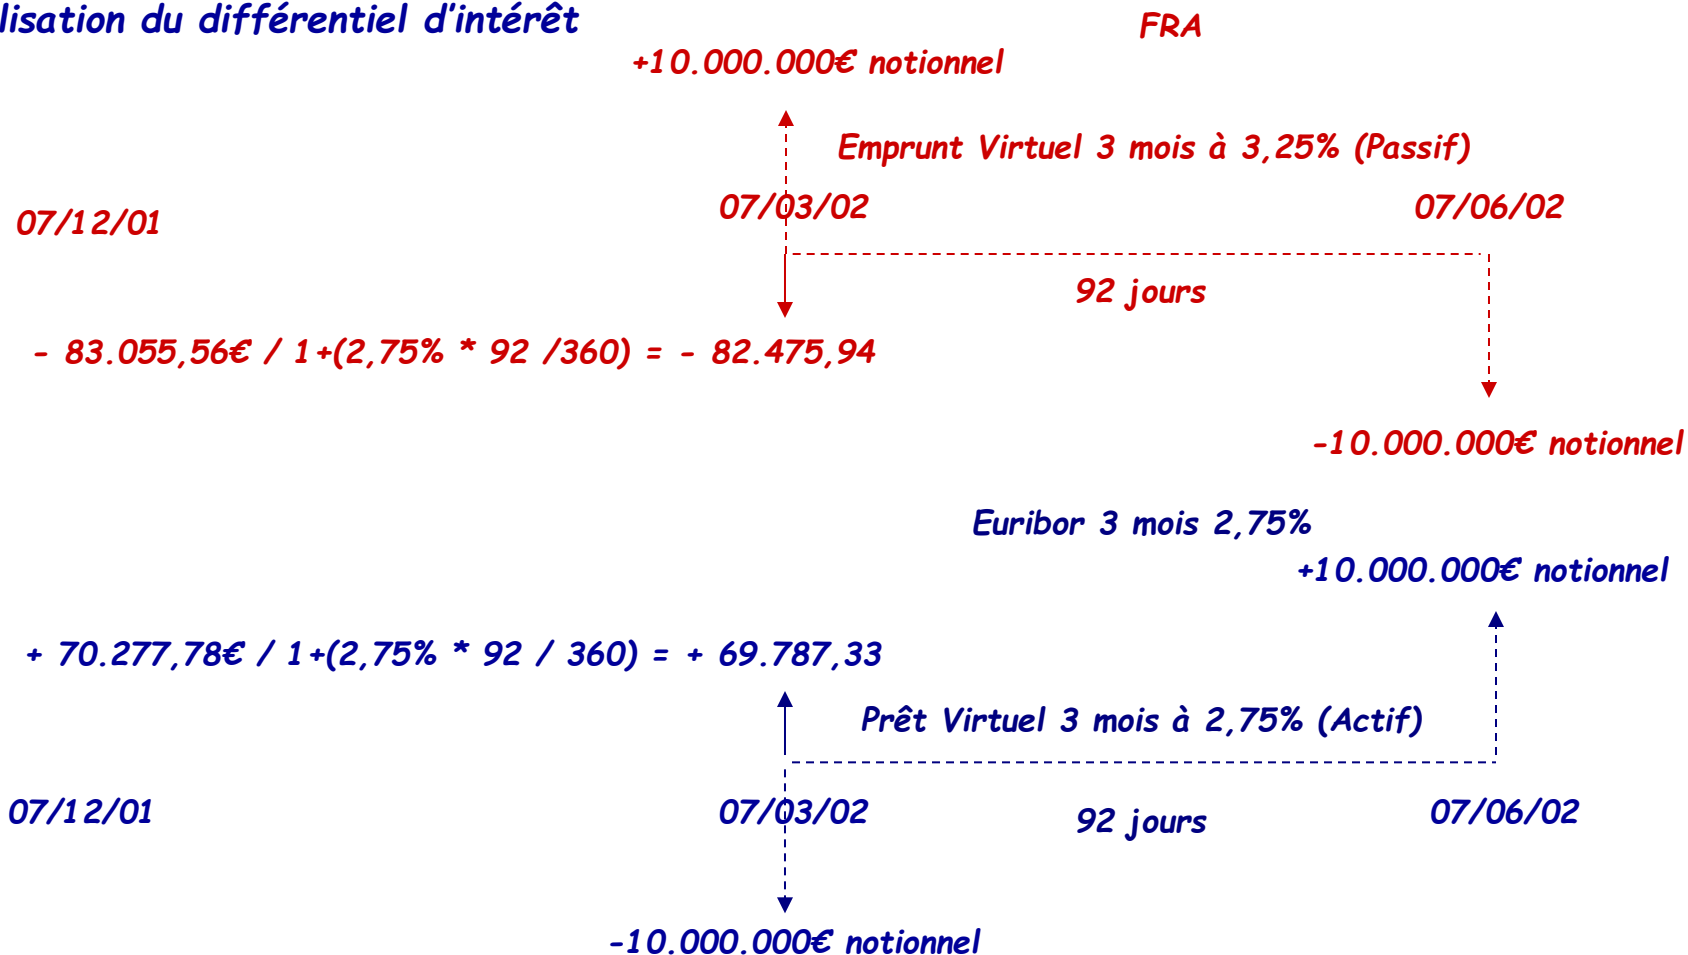 lisation du différentiel d'intérêt
FRA
+10.000.000€ notionnel
Emprunt Virtuel 3 mois à 3,25% (Passif)
07/12/01
07/03/02
07/06/02
92 jours
- 83.055,56€ / 1+(2,75% * 92 /360) = - 82.475,94
-10.000.000€ notionnel
Euribor 3 mois 2,75%
+10.000.000€ notionnel
+ 70.277,78€ / 1+(2,75% * 92 / 360) = + 69.787,33
Prêt Virtuel 3 mois à 2,75% (Actif)
07/12/01
07/03/02
92 jours
07/06/02
-10.000.000€ notionnel